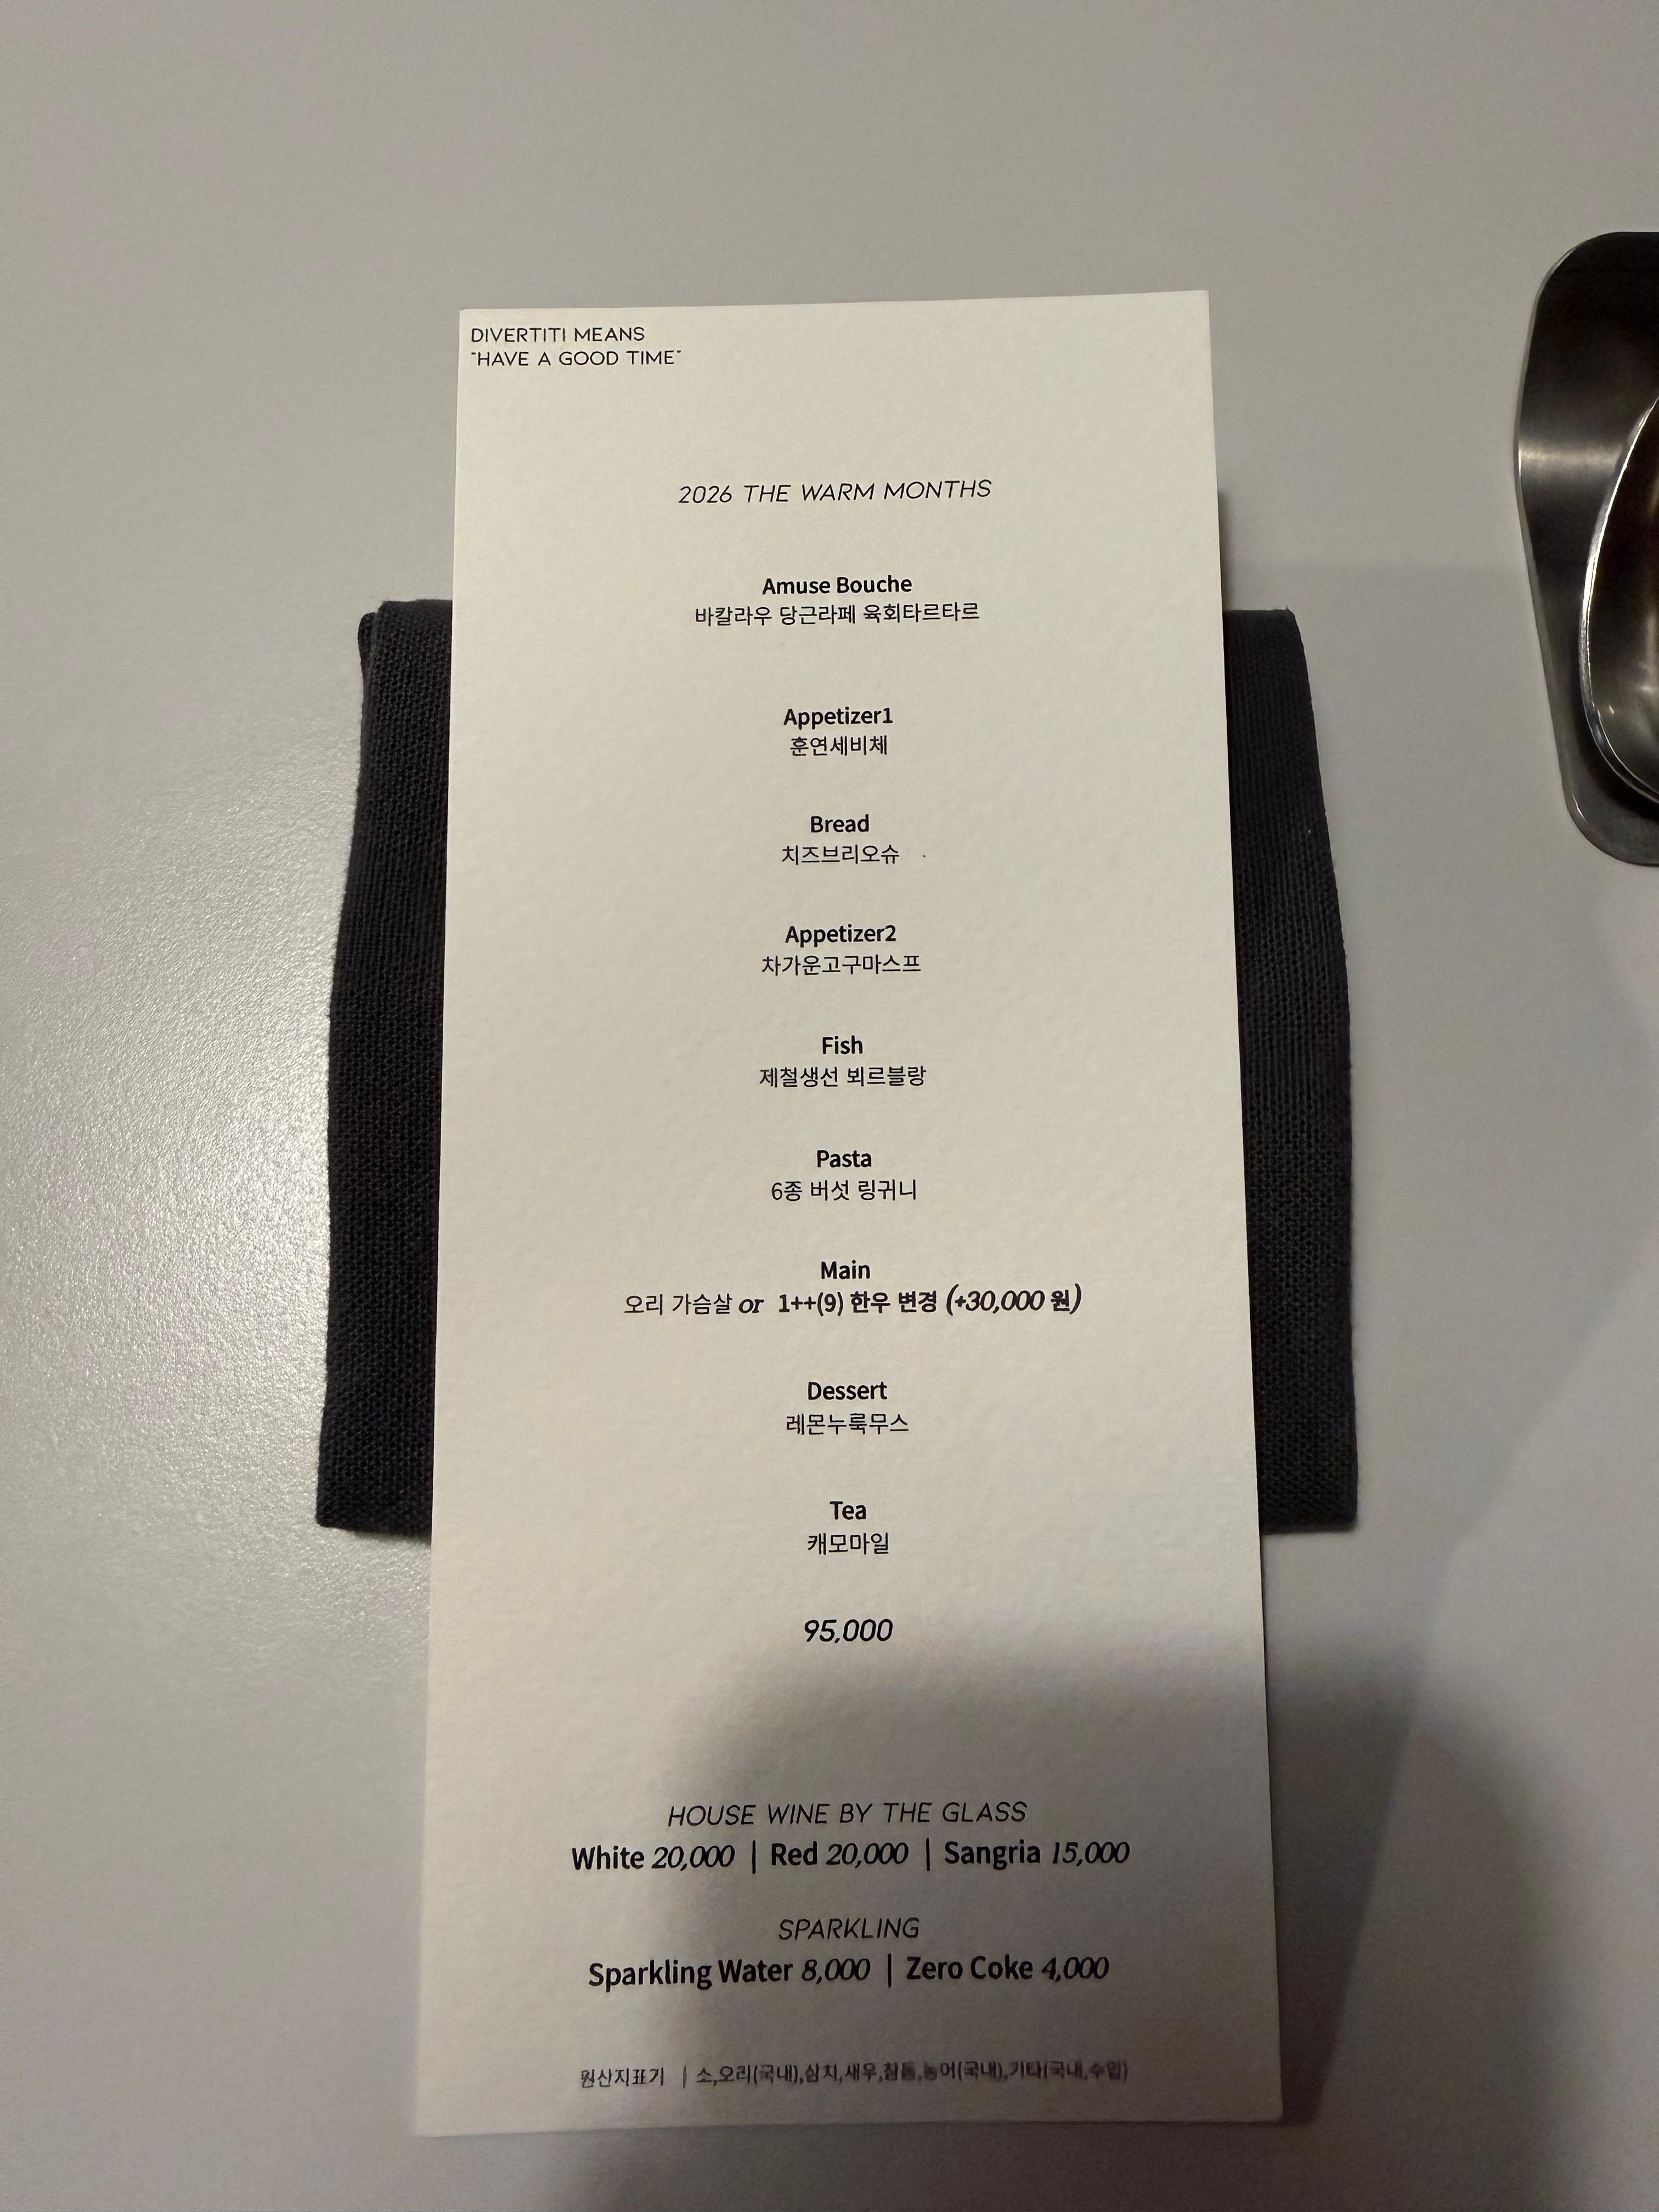 DIVERTITI MEANS
"HAVE A GOOD TIME"
2026 THE WARM MONTHS
Amuse Bouche
바칼라우 당근라페 육회타르타르
Appetizer1
훈연세비체
Bread
치즈브리오슈
Appetizer2
차가운고구마스프
Fish
제철생선 뵈르블랑
Pasta
6종 버섯 링귀니
Main
오리 가슴살 or 1++(9) 한우 변경 (+30,000 원)
Dessert
레몬누룩무스
Tea
캐모마일
95,000
HOUSE WINE BY THE GLASS
White 20,000 | Red 20,000 | Sangria 15,000
SPARKLING
Sparkling Water 8,000 | Zero Coke 4,000
원산지표기 | 소,오리(국내),삼치,새우,참돔,농어(국내),기타(국내,수입)